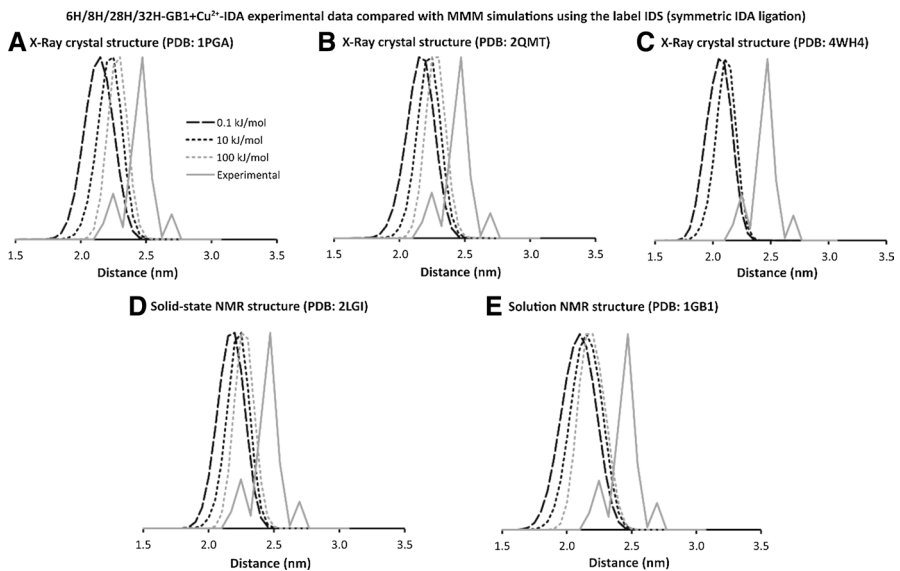 6H/8H/28H/32H-GB1+Cu²⁺-IDA experimental data compared with MMM simulations using the label IDS (symmetric IDA ligation)
A X-Ray crystal structure (PDB: 1PGA)
B X-Ray crystal structure (PDB: 2QMT)
C X-Ray crystal structure (PDB: 4WH4)
0.1 kJ/mol
10 kJ/mol
100 kJ/mol
Experimental
1.5 2.0 2.5 3.0 3.5
Distance (nm)
1.5 2.0 2.5 3.0 3.5
Distance (nm)
1.5 2.0 2.5 3.0 3.5
Distance (nm)
D Solid-state NMR structure (PDB: 2LGI)
E Solution NMR structure (PDB: 1GB1)
1.5 2.0 2.5 3.0 3.5
Distance (nm)
1.5 2.0 2.5 3.0 3.5
Distance (nm)